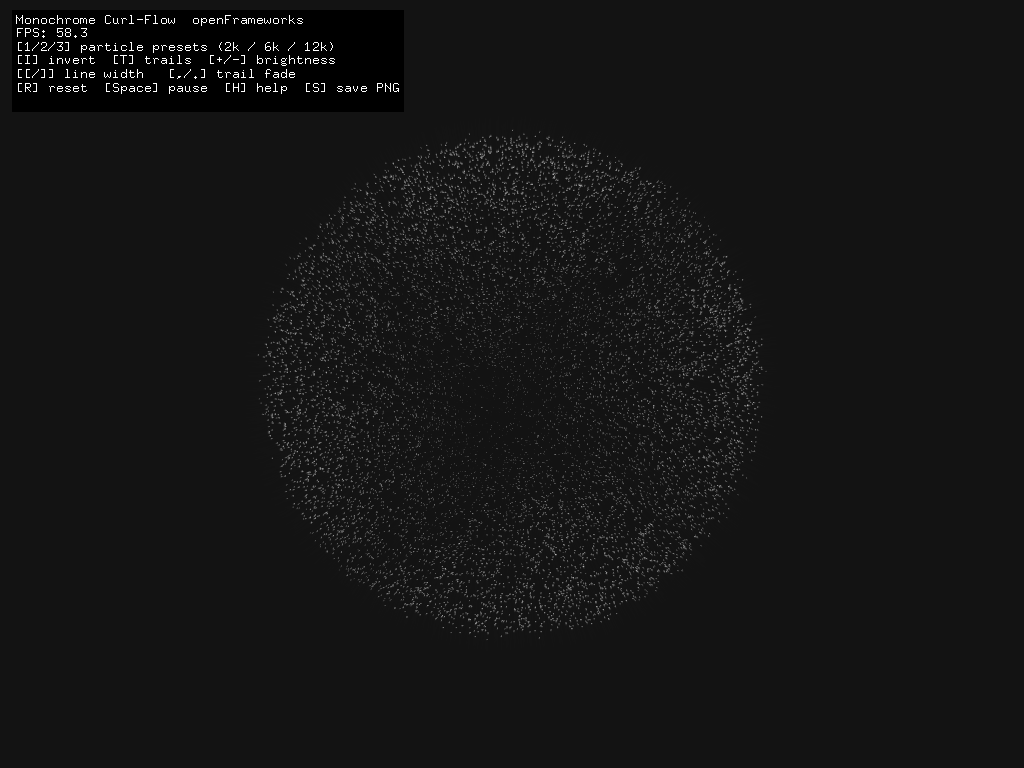 Monochrome Curl-Flow  openFrameworks
FPS: 58.3
[1/2/3] particle presets (2k / 6k / 12k)
[I] invert  [T] trails  [+/-] brightness
[[/]] line width   [,/.] trail fade
[R] reset  [Space] pause  [H] help  [S] save PNG